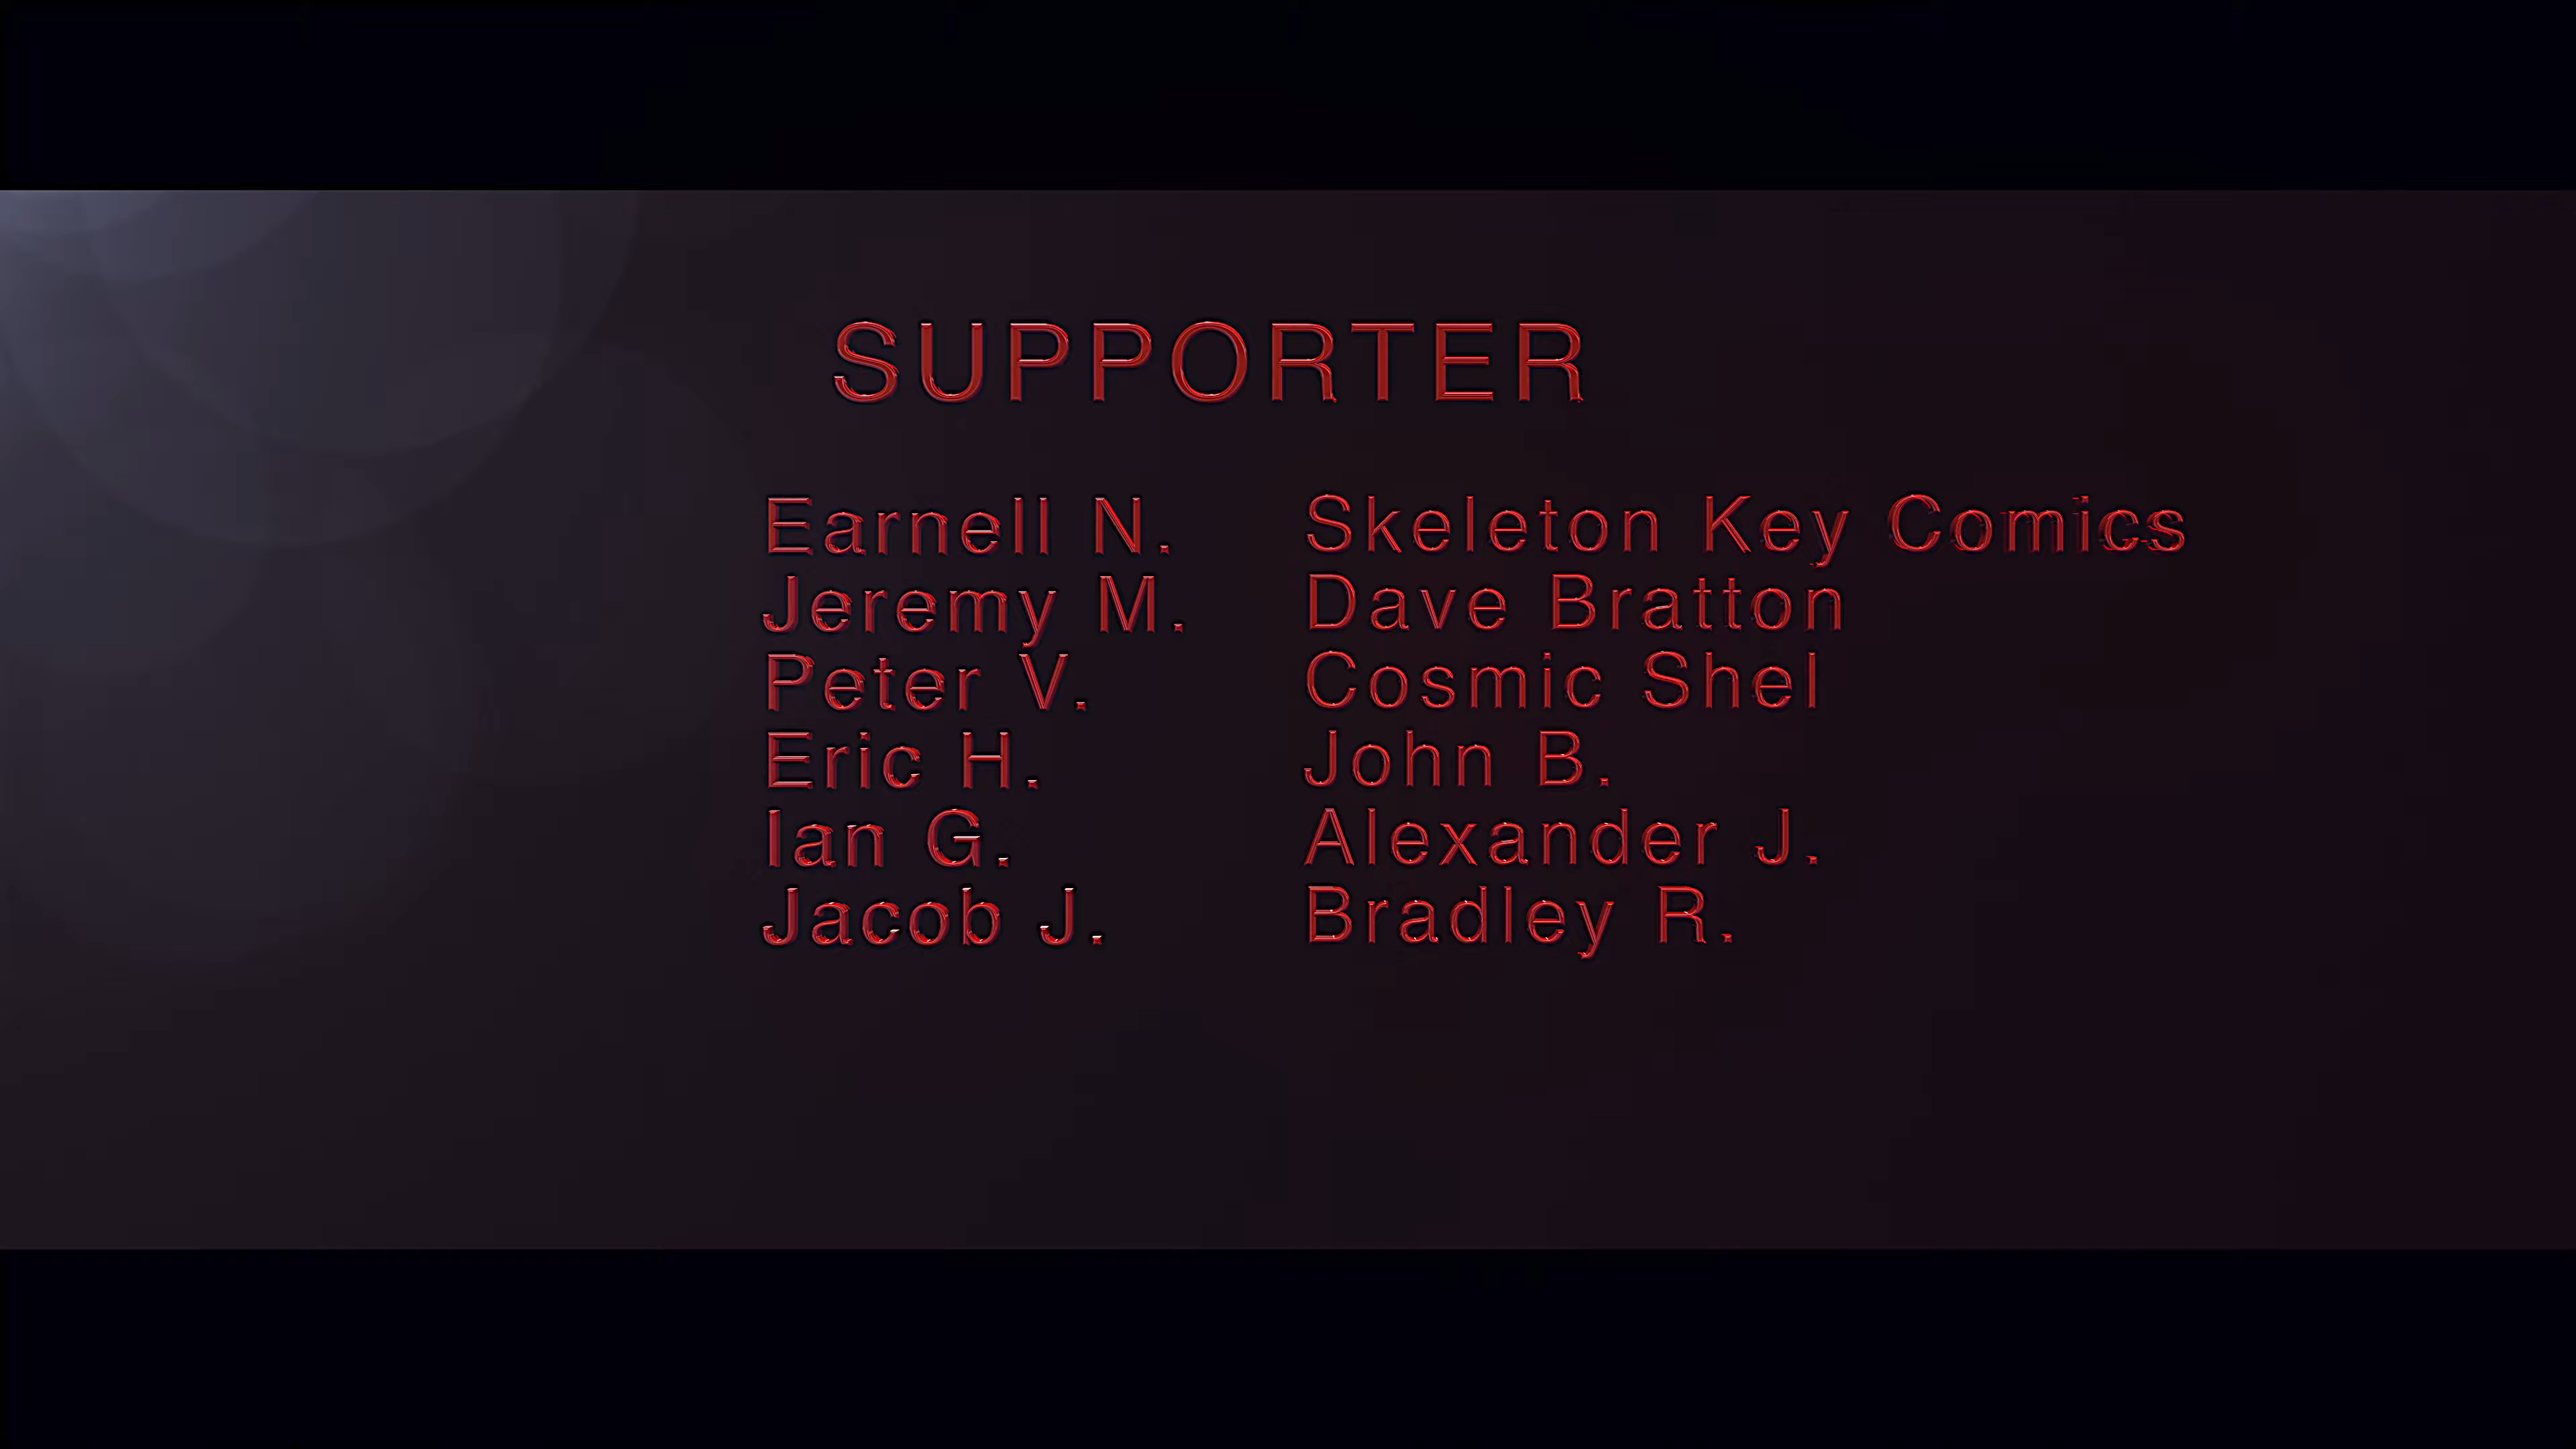 SUPPORTER
Earnell N.
Jeremy M.
Peter V.
Eric H.
Ian G.
Jacob J.
Skeleton Key Comics
Dave Bratton
Cosmic Shel
John B.
Alexander J.
Bradley R.